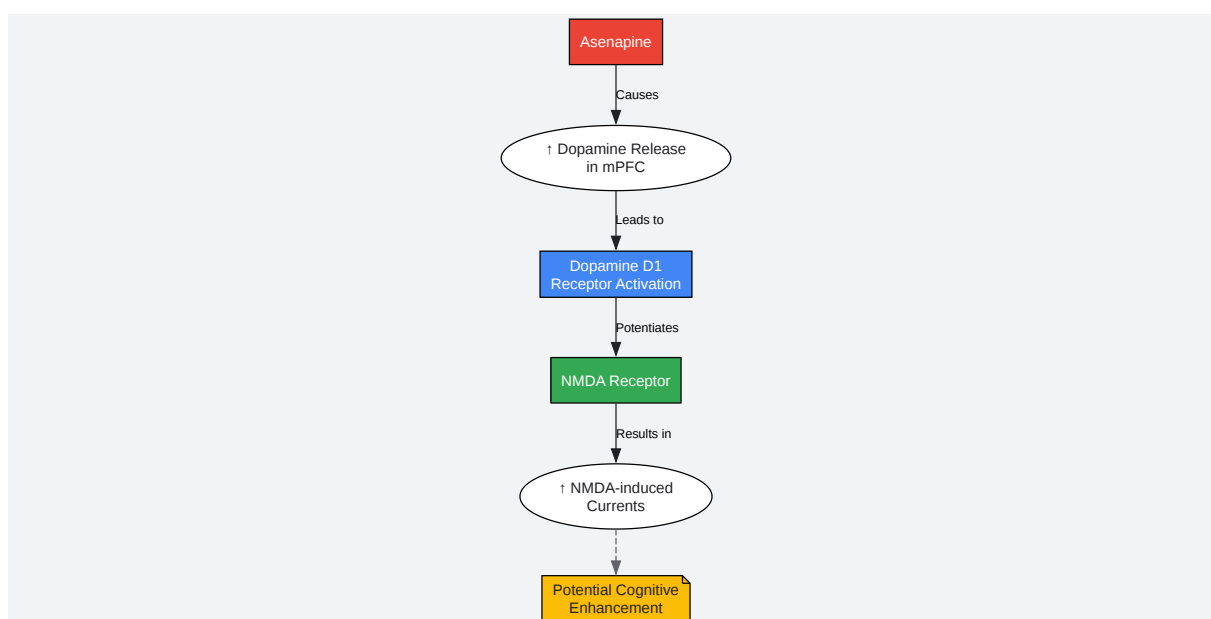 Asenapine
Causes
↑ Dopamine Release
in mPFC
Leads to
Dopamine D1
Receptor Activation
Potentiates
NMDA Receptor
Results in
↑ NMDA-induced
Currents
Potential Cognitive
Enhancement